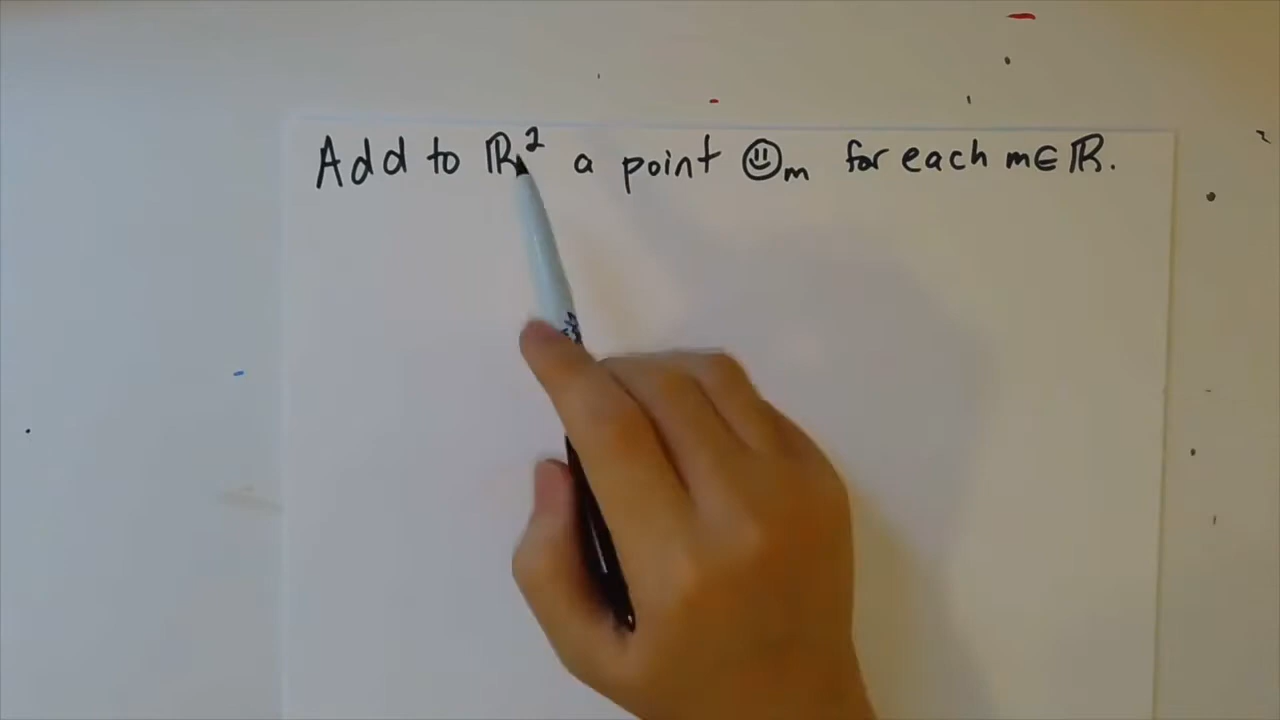 Add to ℝ² a point ☺ₘ for each m∈ℝ.